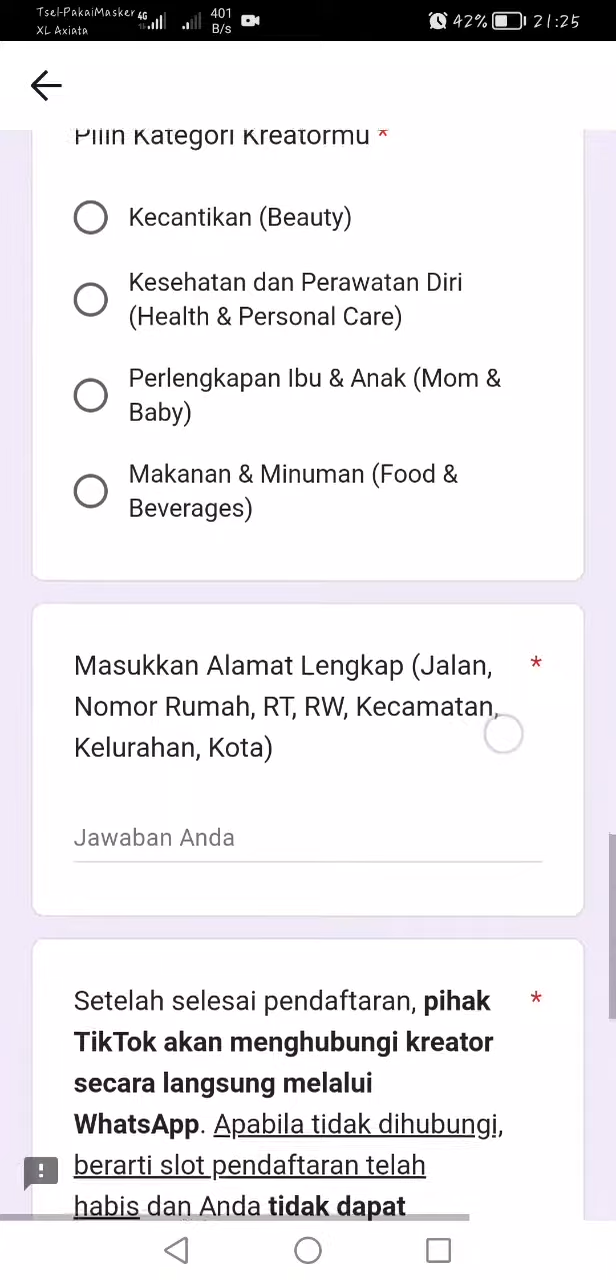 Tsel-PakaiMasker 4G 401 42% 21:25
XL Axiata B/s
Pilih Kategori Kreatormu *
Kecantikan (Beauty)
Kesehatan dan Perawatan Diri
(Health & Personal Care)
Perlengkapan Ibu & Anak (Mom &
Baby)
Makanan & Minuman (Food &
Beverages)
Masukkan Alamat Lengkap (Jalan, *
Nomor Rumah, RT, RW, Kecamatan,
Kelurahan, Kota)
Jawaban Anda
Setelah selesai pendaftaran, pihak *
TikTok akan menghubungi kreator
secara langsung melalui
WhatsApp. Apabila tidak dihubungi,
berarti slot pendaftaran telah
habis dan Anda tidak dapat